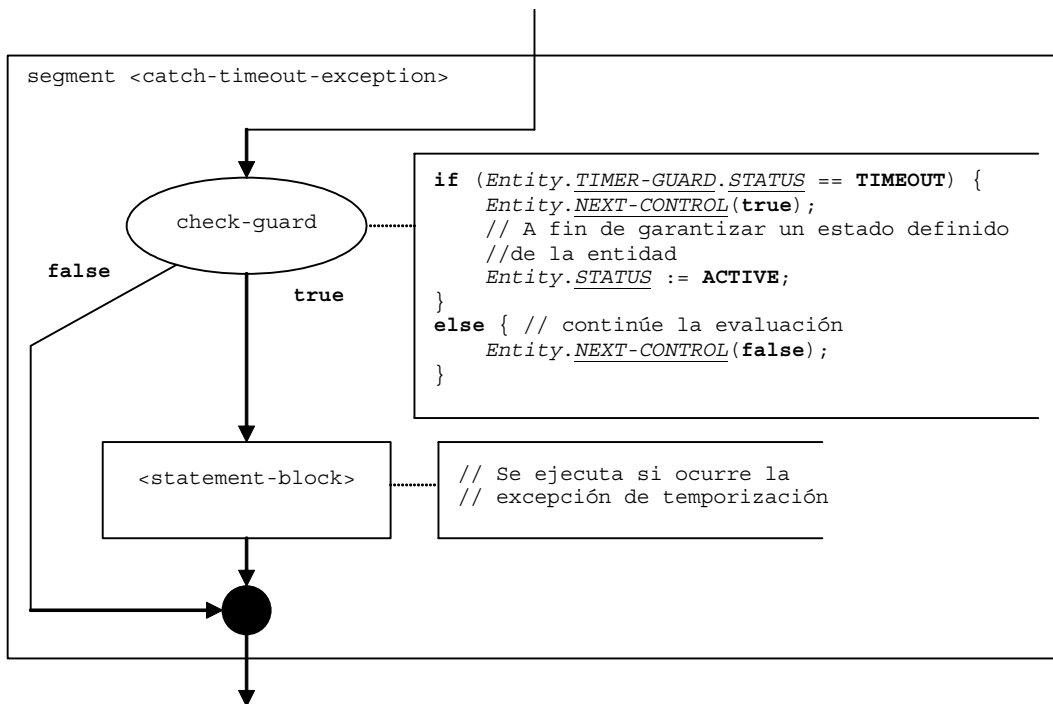 segment <catch-timeout-exception>
check-guard
false
true
if (Entity.TIMER-GUARD.STATUS == TIMEOUT) {
Entity.NEXT-CONTROL(true);
// A fin de garantizar un estado definido
//de la entidad
Entity.STATUS := ACTIVE;
}
else { // continúe la evaluación
Entity.NEXT-CONTROL(false);
}
<statement-block>
// Se ejecuta si ocurre la
// excepción de temporización